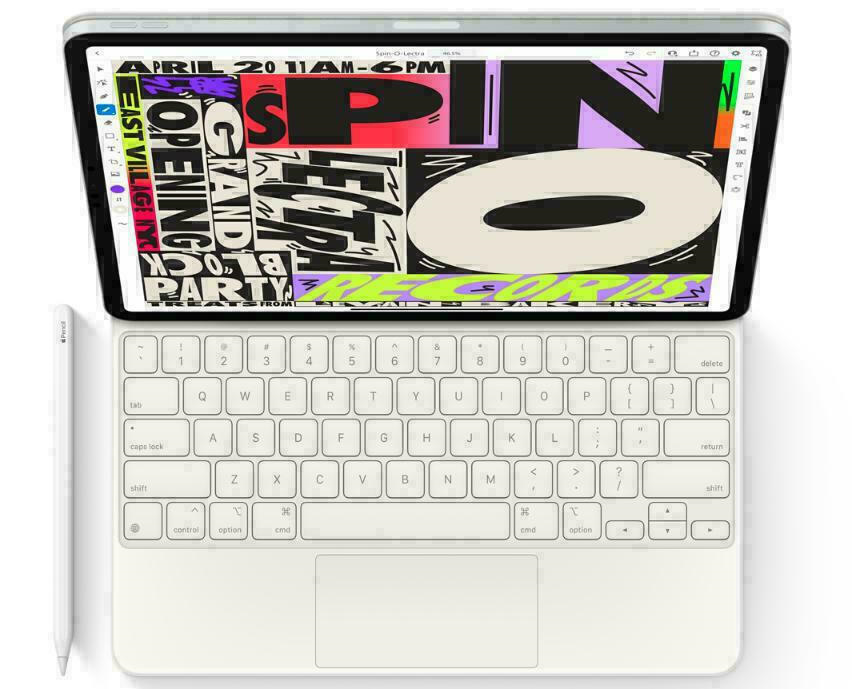 Spin-O-Lectra
APRIL 20 11AM-6PM
EAST VILLAGE NYC
OPENING
GRAND
SPIN
LECTRA
O
BLOCK
PARTY
RECORDS
TREATS FROM
Pencil
~ ! @ # $ % ^ & * ( ) — +
` 1 2 3 4 5 6 7 8 9 0 - = delete
tab Q W E R T Y U I O P { [ } ] | \
caps lock A S D F G H J K L : ; " ' return
shift Z X C V B N M < , > . ? / shift
control option cmd cmd option